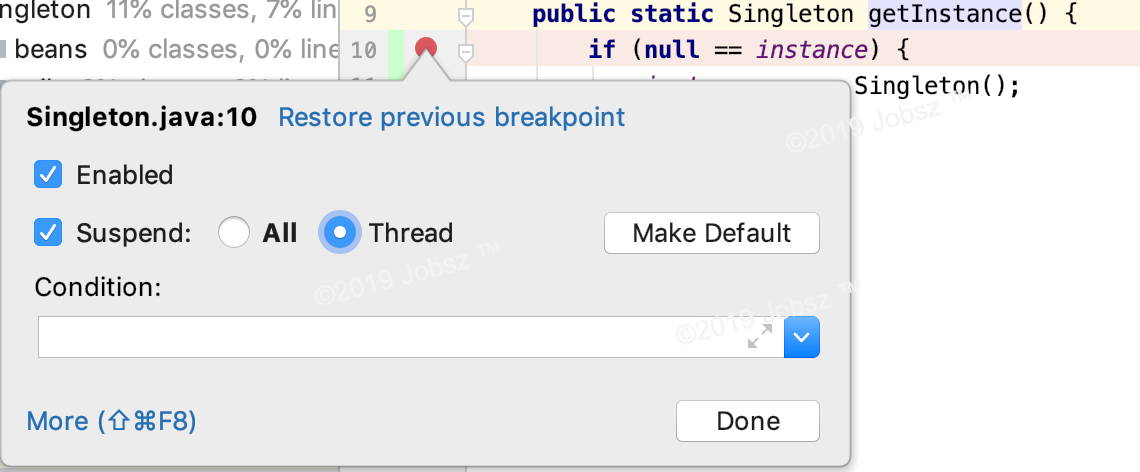 ngleton 11% classes, 7% lin
9 public static Singleton getInstance() {
beans 0% classes, 0% line
10 if (null == instance) {
Singleton();
©2019 Jobsz ™
Singleton.java:10 Restore previous breakpoint
Enabled
Suspend: All Thread Make Default
©2019 Jobsz ™
Condition:
©2019 Jobsz ™
More (⇧⌘F8) Done